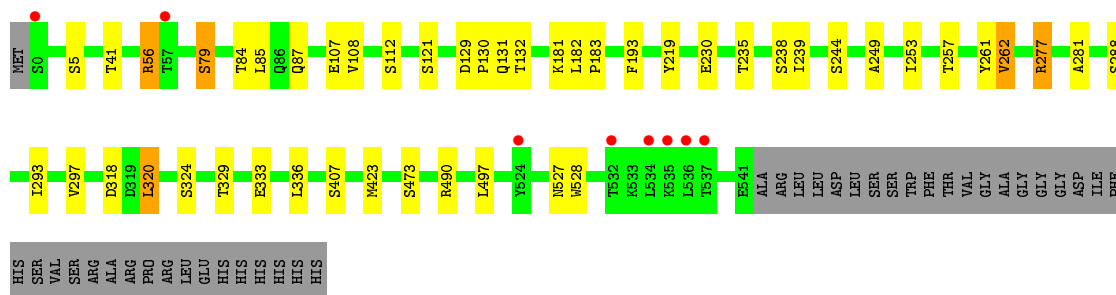 MET S0 S5 T41 R56 T57 S79 T84 L85 Q86 Q87 E107 V108 S112 S121 D129 P130 Q131 T132 K181 L182 P183 F193 Y219 E230 T235 S238 I239 S244 A249 I253 T257 Y261 V262 R277 A281 S288
I293 V297 D318 D319 L320 S324 T329 E333 L336 S407 M423 S473 R490 L497 Y524 N527 W528 T532 K533 L534 K535 L536 T537 E541 ALA ARG LEU LEU ASP LEU SER SER TRP PHE THR VAL GLY ALA GLY GLY GLY ASP ILE PHE
HIS SER VAL SER ARG ALA ARG PRO ARG LEU GLU HIS HIS HIS HIS HIS HIS